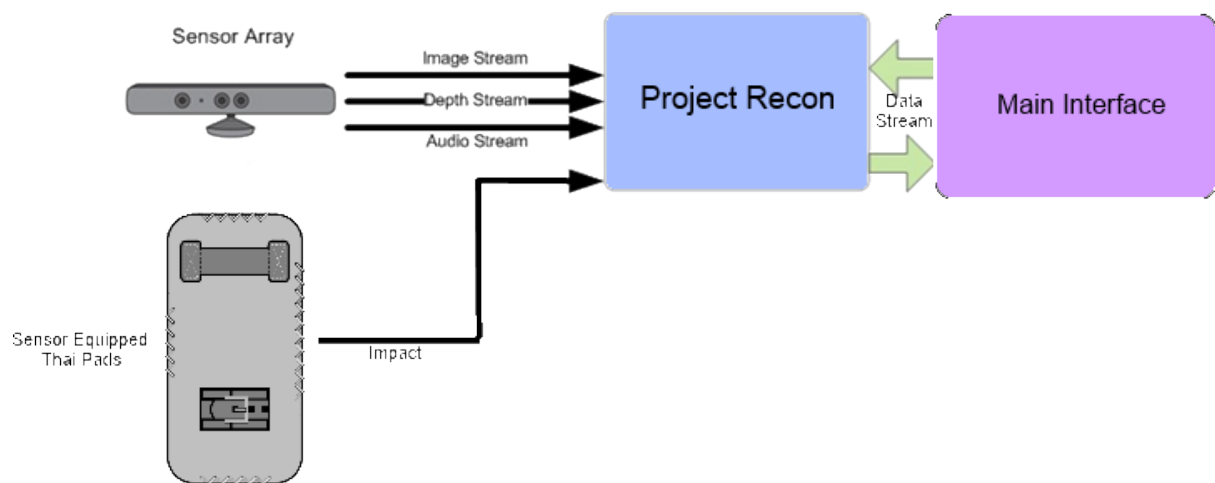 Sensor Array
Image Stream
Depth Stream
Audio Stream
Project Recon
Data
Stream
Main Interface
Sensor Equipped
Thai Pads
Impact